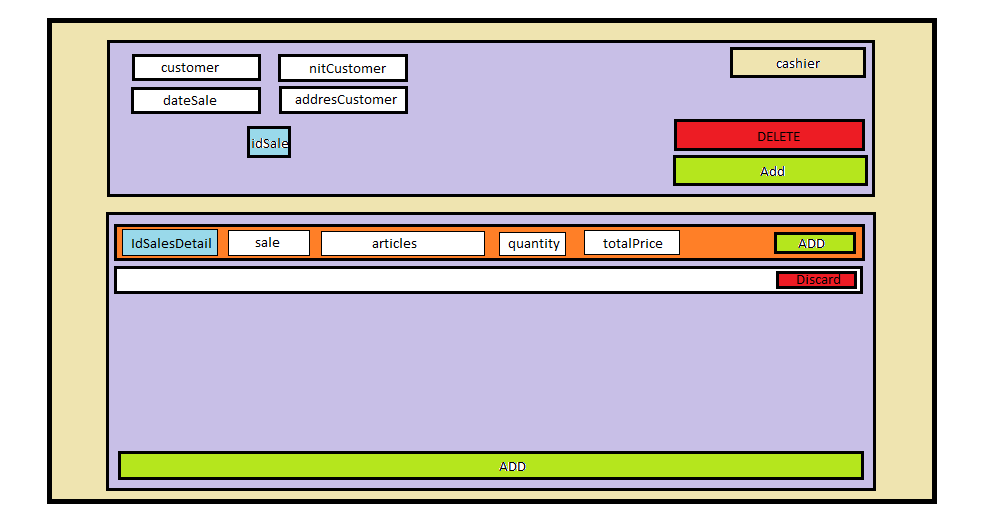 customer
nitCustomer
cashier
dateSale
addresCustomer
idSale
DELETE
Add
IdSalesDetail
sale
articles
quantity
totalPrice
ADD
Discard
ADD